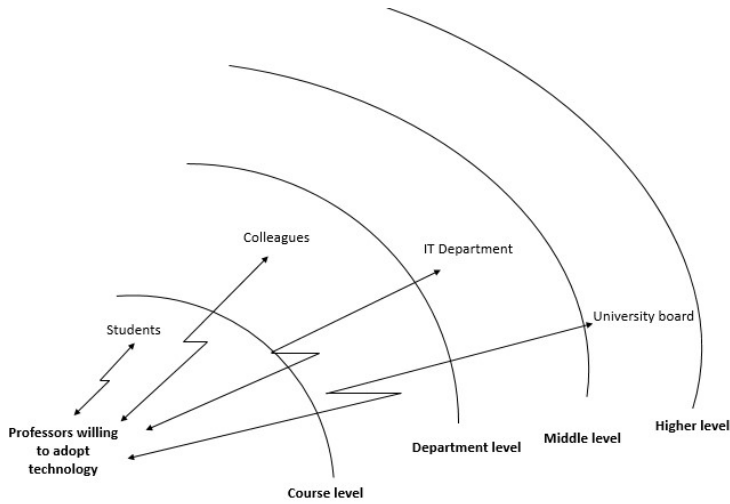 Colleagues
IT Department
University board
Students
Professors willing
to adopt
technology
Higher level
Middle level
Department level
Course level